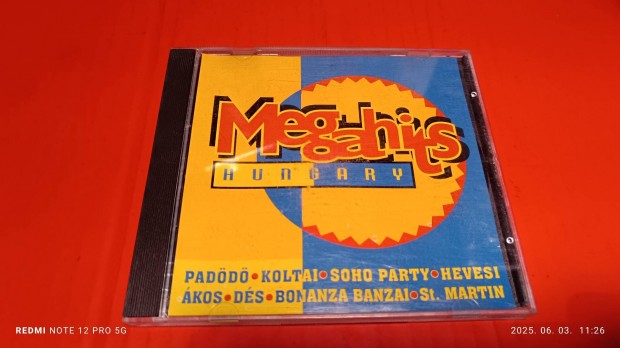 Megahits
HUNGARY
PADÖDÖ • KOLTAI • SOHO PARTY • HEVESI
ÁKOS • DÉS • BONANZA BANZAI • St. MARTIN
REDMI NOTE 12 PRO 5G
2025. 06. 03. 11:26